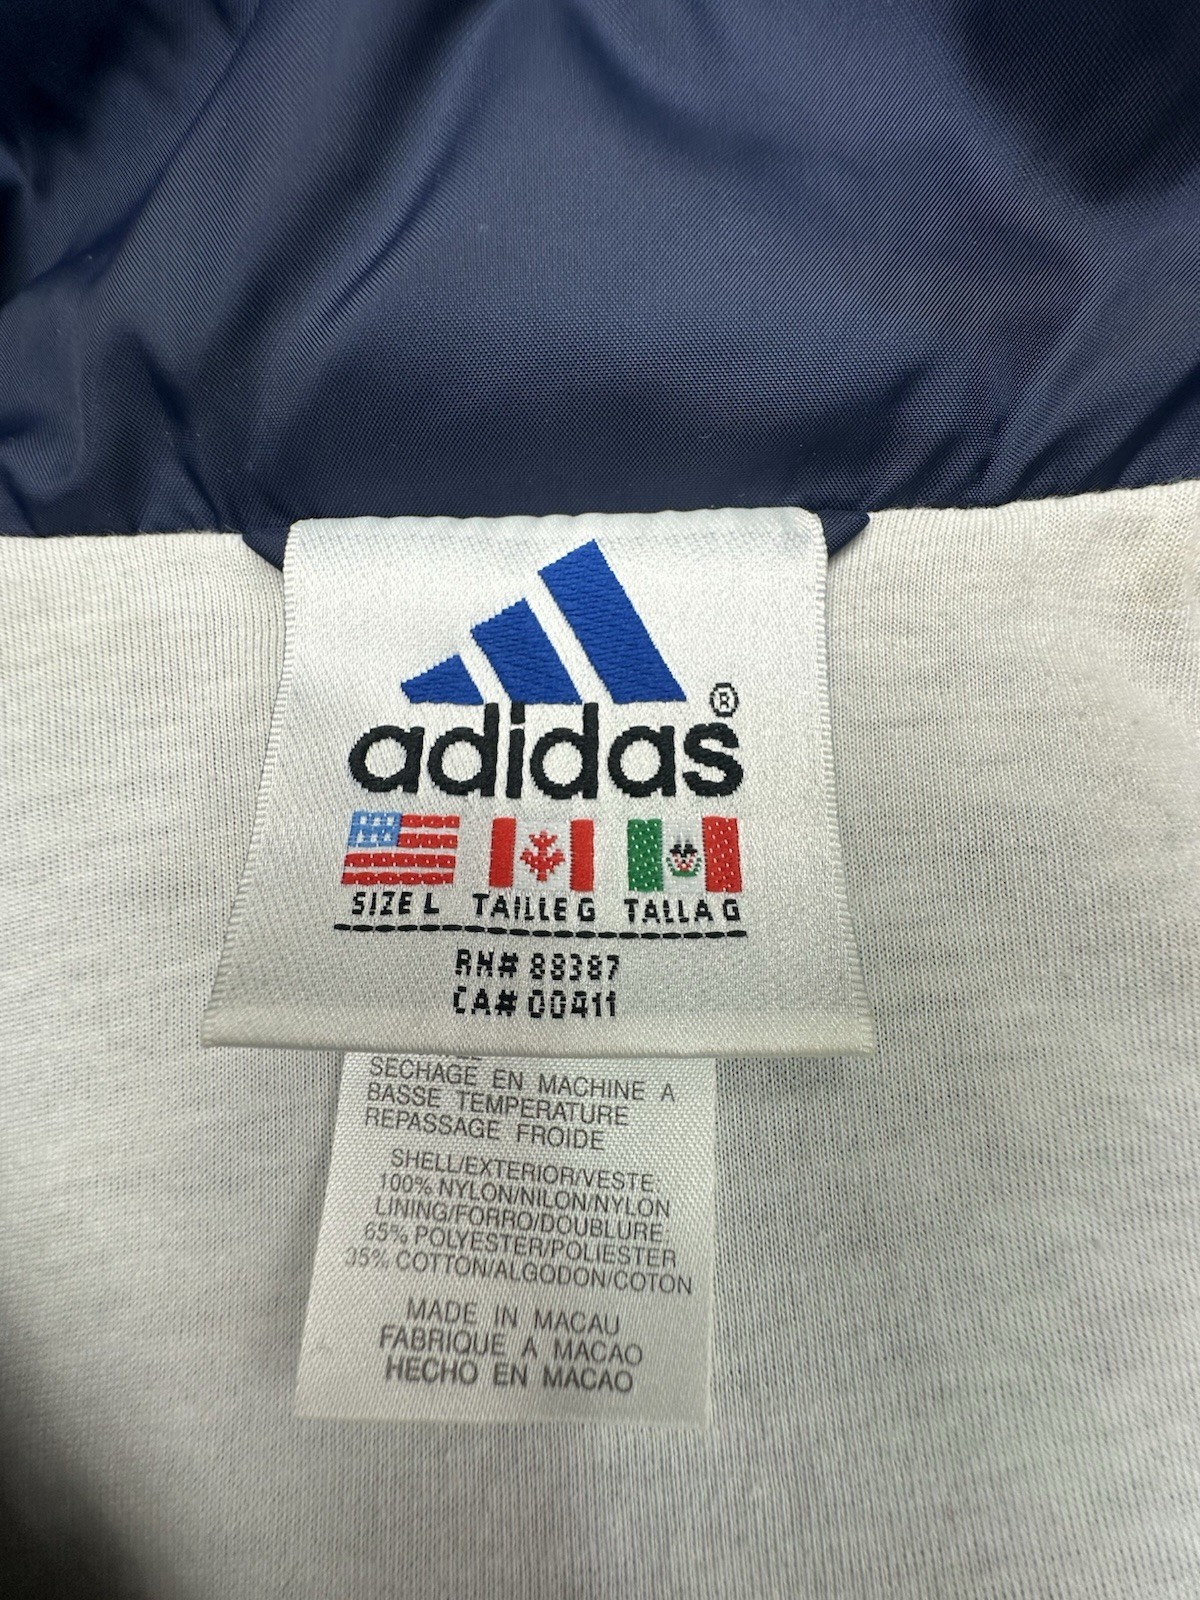 adidas®
SIZE L TAILLE G TALLA G
RN# 88387
CA# 00411
SECHAGE EN MACHINE A
BASSE TEMPERATURE
REPASSAGE FROIDE
SHELL/EXTERIOR/VESTE:
100% NYLON/NILON/NYLON
LINING/FORRO/DOUBLURE
65% POLYESTER/POLIESTER
35% COTTON/ALGODON/COTON
MADE IN MACAU
FABRIQUE A MACAO
HECHO EN MACAO